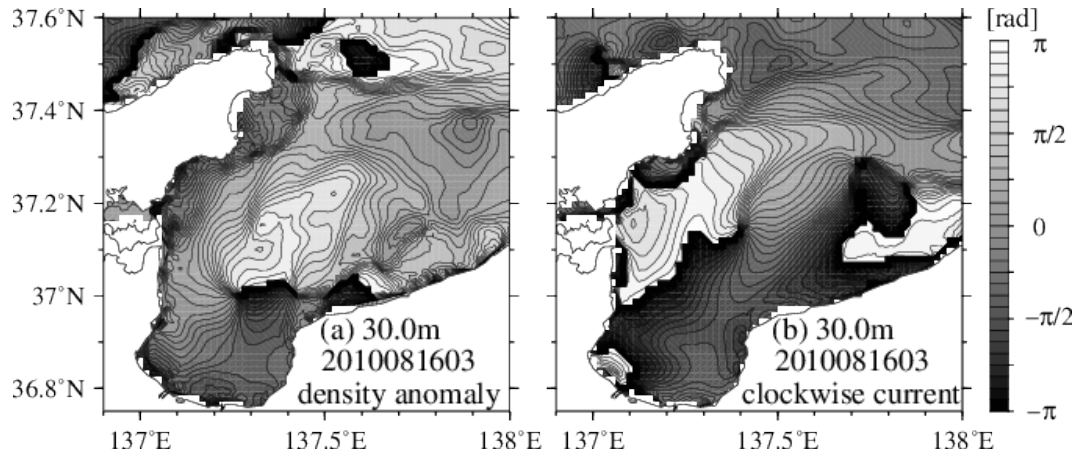 37.6°N
37.4°N
37.2°N
37°N
36.8°N
137°E
137.5°E
138°E
(a) 30.0m
2010081603
density anomaly
137°E
137.5°E
138°E
(b) 30.0m
2010081603
clockwise current
[rad]
π
π/2
0
−π/2
−π